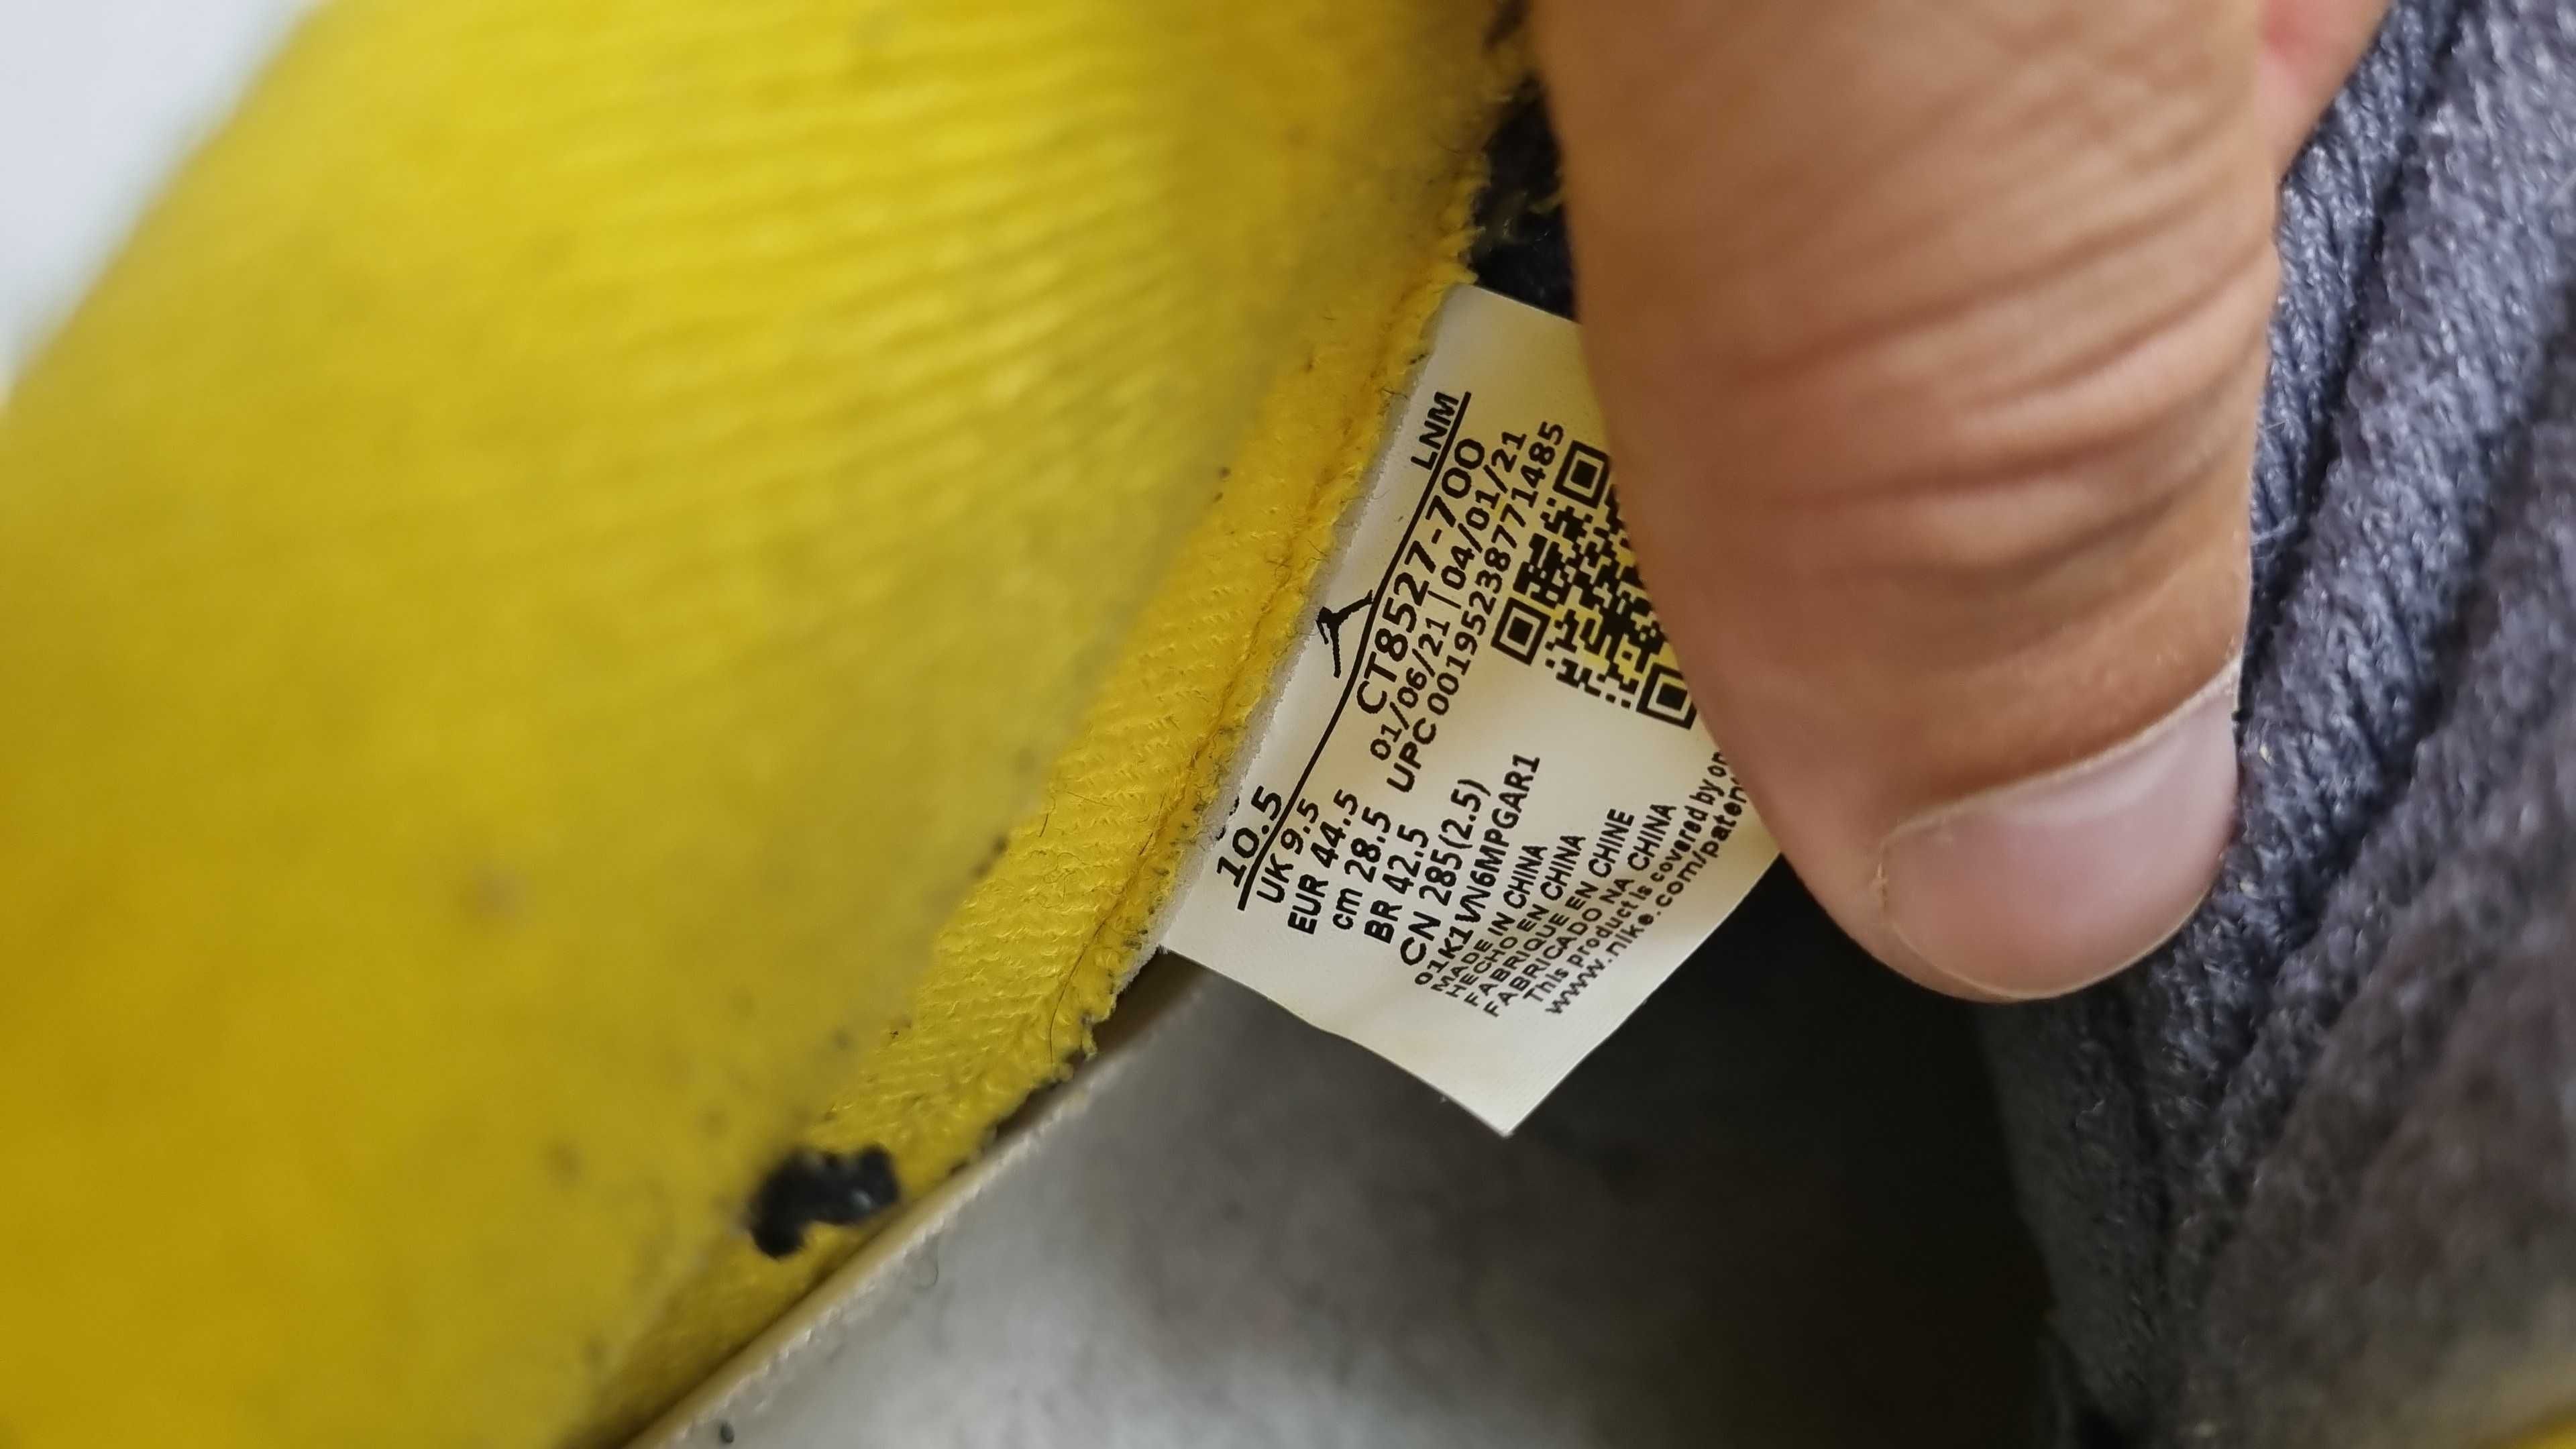 10.5 LNM
UK 9.5 CT8527-700
EUR 44.5 01/06/21 | 04/01/21
cm 28.5 UPC 00195238771485
BR 42.5
CN 285 (2.5)
01K1VN6MPGAR1
MADE IN CHINA
HECHO EN CHINA
FABRIQUE EN CHINE
FABRICADO NA CHINA
This product is covered by
www.nike.com/paten